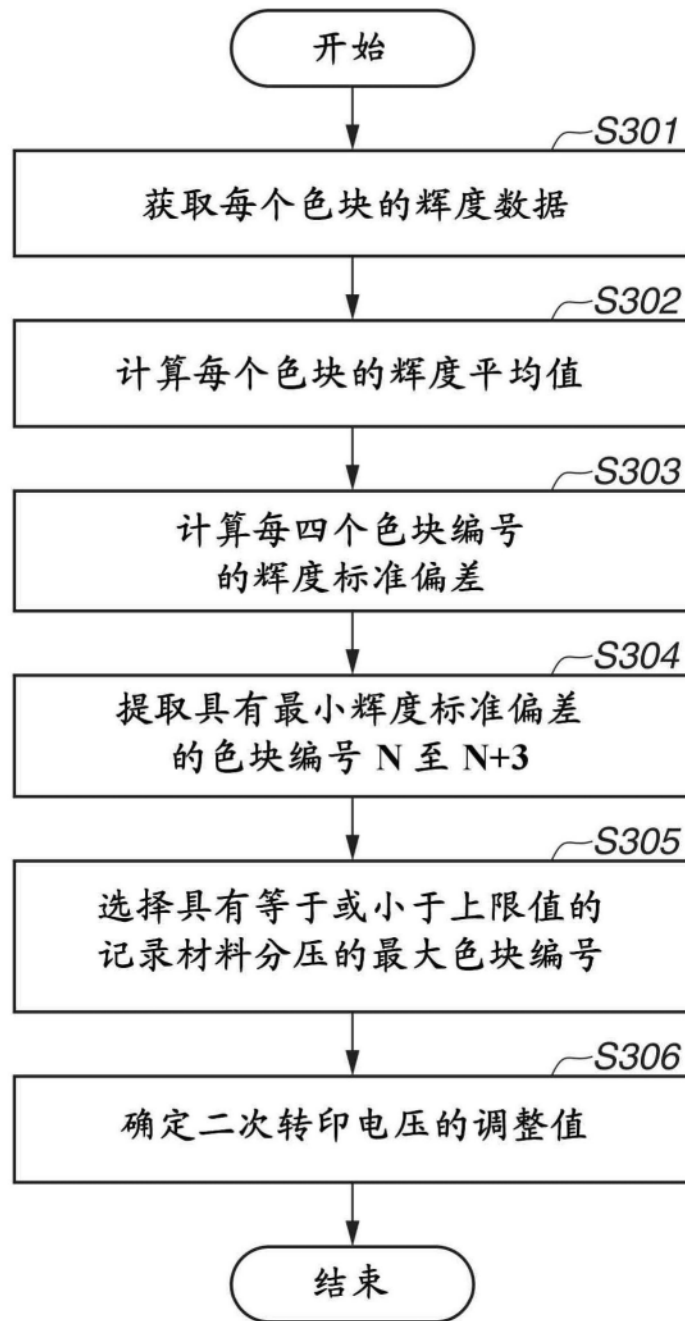 开始
S301
获取每个色块的辉度数据
S302
计算每个色块的辉度平均值
S303
计算每四个色块编号
的辉度标准偏差
S304
提取具有最小辉度标准偏差
的色块编号 N 至 N+3
S305
选择具有等于或小于上限值的
记录材料分压的最大色块编号
S306
确定二次转印电压的调整值
结束